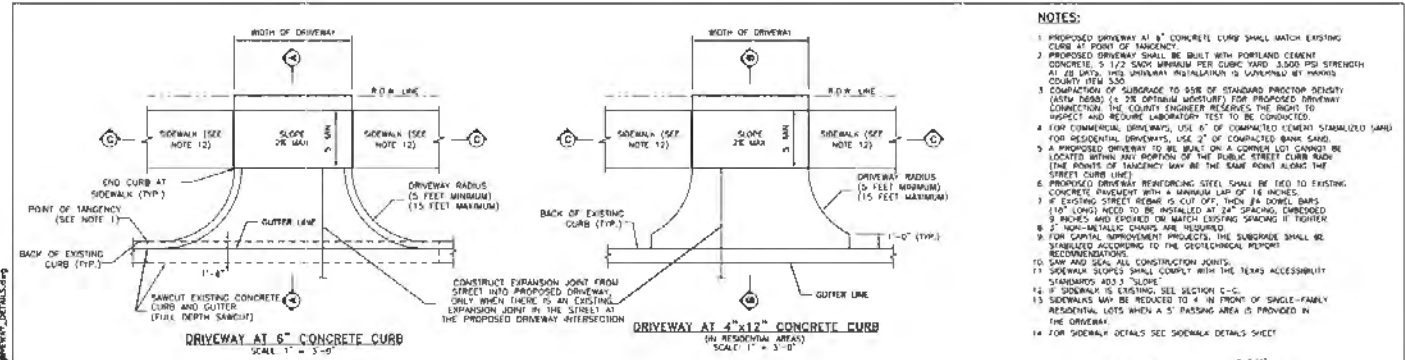 WIDTH OF DRIVEWAY
A
R.O.W. LINE
C
SIDEWALK (SEE
NOTE 12)
SLOPE
2% MAX
5' MIN
SIDEWALK (SEE
NOTE 12)
C
END CURB AT
SIDEWALK (TYP.)
DRIVEWAY RADIUS
(5 FEET MINIMUM)
(15 FEET MAXIMUM)
POINT OF TANGENCY
(SEE NOTE 1)
GUTTER LINE
BACK OF EXISTING
CURB (TYP.)
SAWCUT EXISTING CONCRETE
CURB AND GUTTER
(FULL DEPTH SAWCUT)
A
CONSTRUCT EXPANSION JOINT FROM
STREET INTO PROPOSED DRIVEWAY,
ONLY WHEN THERE IS AN EXISTING
EXPANSION JOINT IN THE STREET AT
THE PROPOSED DRIVEWAY INTERSECTION
DRIVEWAY AT 6" CONCRETE CURB
SCALE: 1" = 3'-0"
WIDTH OF DRIVEWAY
B
R.O.W. LINE
C
SIDEWALK (SEE
NOTE 12)
SLOPE
2% MAX
5' MIN
SIDEWALK (SEE
NOTE 12)
C
DRIVEWAY RADIUS
(5 FEET MINIMUM)
(15 FEET MAXIMUM)
BACK OF EXISTING
CURB (TYP.)
1'-0" (TYP.)
B
GUTTER LINE
DRIVEWAY AT 4"x12" CONCRETE CURB
(IN RESIDENTIAL AREAS)
SCALE: 1" = 3'-0"
NOTES:
1. PROPOSED DRIVEWAY AT 6" CONCRETE CURB SHALL MATCH EXISTING
CURB AT POINT OF TANGENCY.
2. PROPOSED DRIVEWAY SHALL BE BUILT WITH PORTLAND CEMENT
CONCRETE, 5 1/2 SACK MINIMUM PER CUBIC YARD 3,500 PSI STRENGTH
AT 28 DAYS. THIS DRIVEWAY INSTALLATION IS GOVERNED BY HARRIS
COUNTY ITEM 530
3. COMPACTION OF SUBGRADE TO 95% OF STANDARD PROCTOR DENSITY
(ASTM D698) (± 2% OPTIMUM MOISTURE) FOR PROPOSED DRIVEWAY
CONNECTION. THE COUNTY ENGINEER RESERVES THE RIGHT TO
INSPECT AND REQUIRE LABORATORY TEST TO BE CONDUCTED.
4. FOR COMMERCIAL DRIVEWAYS, USE 6" OF COMPACTED CEMENT STABILIZED SAND
FOR RESIDENTIAL DRIVEWAYS, USE 2" OF COMPACTED BANK SAND.
5. A PROPOSED DRIVEWAY TO BE BUILT ON A CORNER LOT CANNOT BE
LOCATED WITHIN ANY PORTION OF THE PUBLIC STREET CURB RADII
(THE POINTS OF TANGENCY MAY BE THE SAME POINT ALONG THE
STREET CURB LINE)
6. PROPOSED DRIVEWAY REINFORCING STEEL SHALL BE TIED TO EXISTING
CONCRETE PAVEMENT WITH A MINIMUM LAP OF 16 INCHES.
7. IF EXISTING STREET REBAR IS CUT OFF, THEN #4 DOWEL BARS
(18" LONG) NEED TO BE INSTALLED AT 24" SPACING, EMBEDDED
9 INCHES AND EPOXIED OR MATCH EXISTING SPACING IF TIGHTER
8. 3" NON-METALLIC CHAIRS ARE REQUIRED.
9. FOR CAPITAL IMPROVEMENT PROJECTS, THE SUBGRADE SHALL BE
STABILIZED ACCORDING TO THE GEOTECHNICAL REPORT
RECOMMENDATIONS.
10. SAW AND SEAL ALL CONSTRUCTION JOINTS.
11. SIDEWALK SLOPES SHALL COMPLY WITH THE TEXAS ACCESSIBILITY
STANDARDS 403.3 "SLOPE"
12. IF SIDEWALK IS EXISTING, SEE SECTION C-C.
13. SIDEWALKS MAY BE REDUCED TO 4' IN FRONT OF SINGLE-FAMILY
RESIDENTIAL LOTS WHEN A 5' PASSING AREA IS PROVIDED IN
THE DRIVEWAY.
14. FOR SIDEWALK DETAILS SEE SIDEWALK DETAILS SHEET